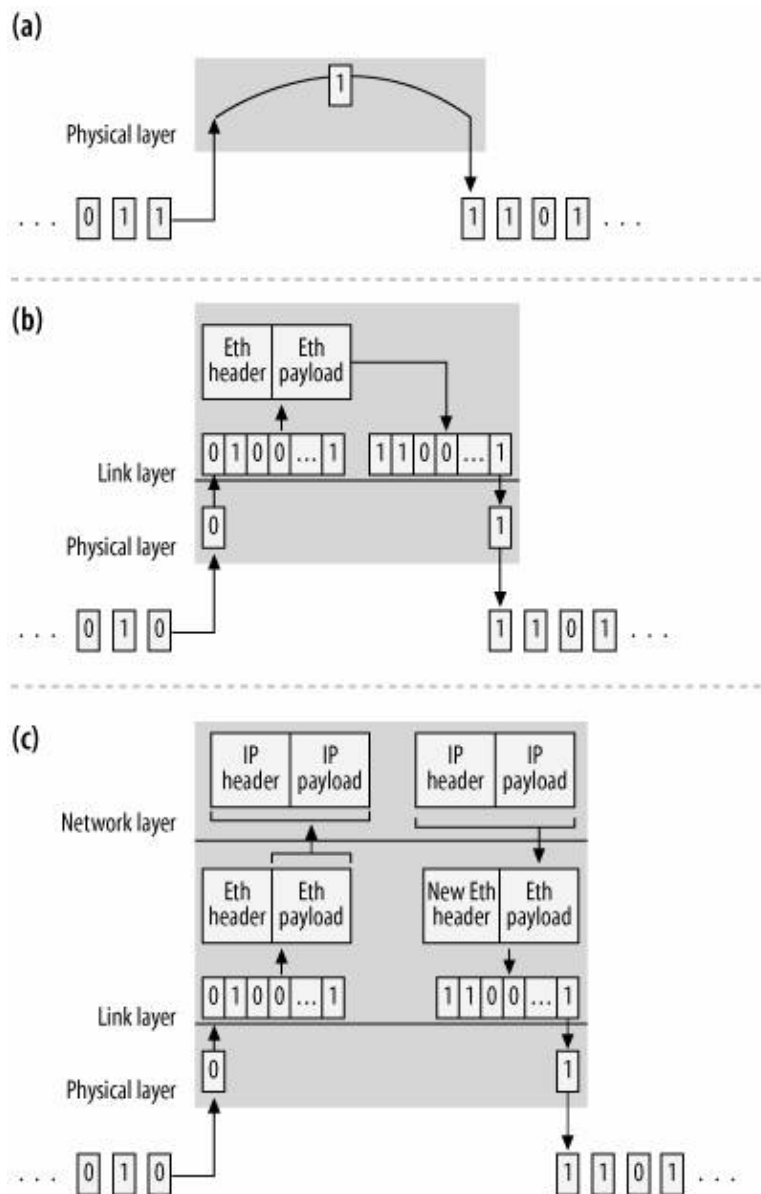 (a)
1
Physical layer
. . . 0 1 1
1 1 0 1 . . .
(b)
Eth header
Eth payload
0 1 0 0 ... 1
1 1 0 0 ... 1
Link layer
0
1
Physical layer
. . . 0 1 0
1 1 0 1 . . .
(c)
IP header
IP payload
IP header
IP payload
Network layer
Eth header
Eth payload
New Eth header
Eth payload
0 1 0 0 ... 1
1 1 0 0 ... 1
Link layer
0
1
Physical layer
. . . 0 1 0
1 1 0 1 . . .